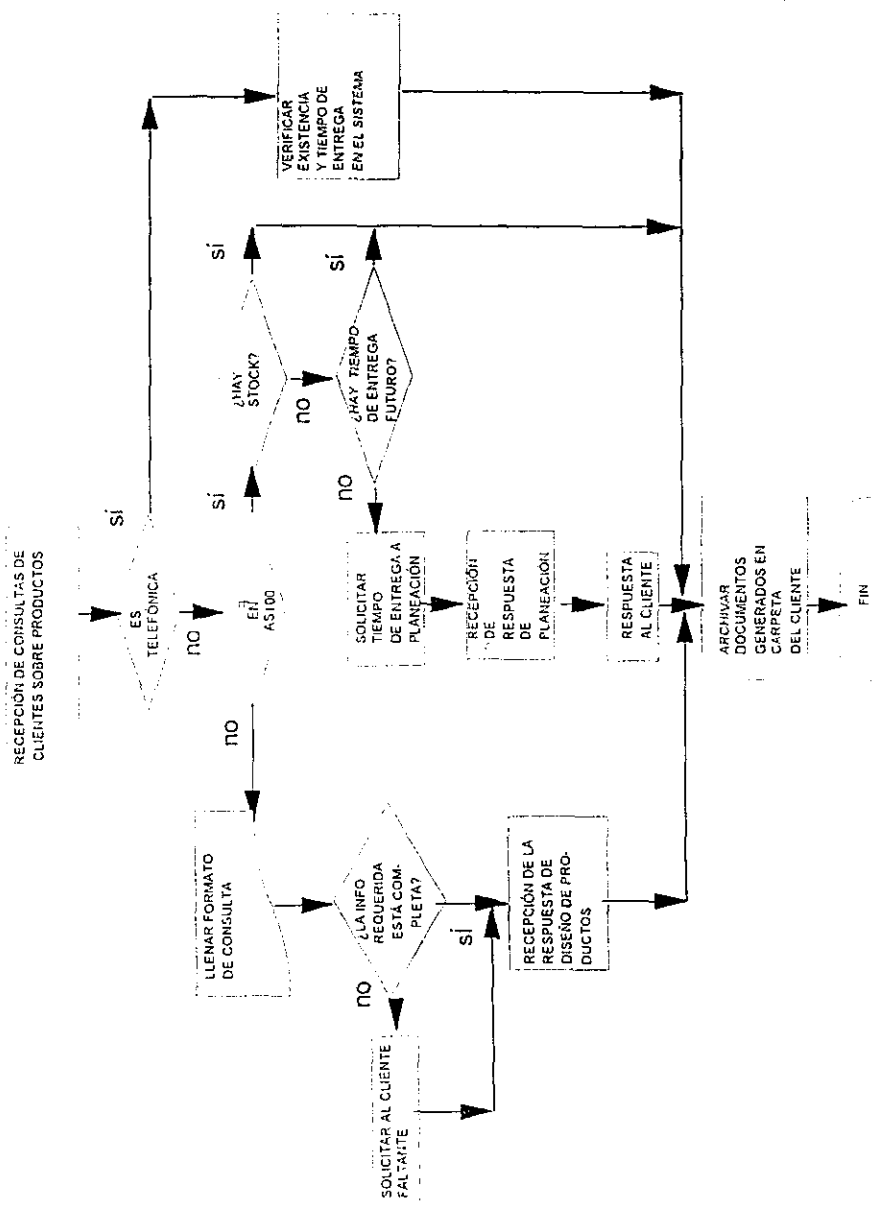 RECEPCIÓN DE CONSULTAS DE
CLIENTES SOBRE PRODUCTOS
ES
TELEFÓNICA
sí
no
VERIFICAR
EXISTENCIA
Y TIEMPO DE
ENTREGA
EN EL SISTEMA
EN
AS100
sí
no
¿HAY
STOCK?
sí
no
¿HAY TIEMPO
DE ENTREGA
FUTURO?
sí
no
LLENAR FORMATO
DE CONSULTA
¿LA INFO
REQUERIDA
ESTÁ COM-
PLETA?
no
sí
SOLICITAR AL CLIENTE
FALTANTE
SOLICITAR
TIEMPO
DE ENTREGA A
PLANEACIÓN
RECEPCIÓN
DE
RESPUESTA
DE
PLANEACIÓN
RECEPCIÓN DE LA
RESPUESTA DE
DISEÑO DE PRO-
DUCTOS
RESPUESTA
AL CLIENTE
ARCHIVAR
DOCUMENTOS
GENERADOS EN
CARPETA
DEL CLIENTE
FIN